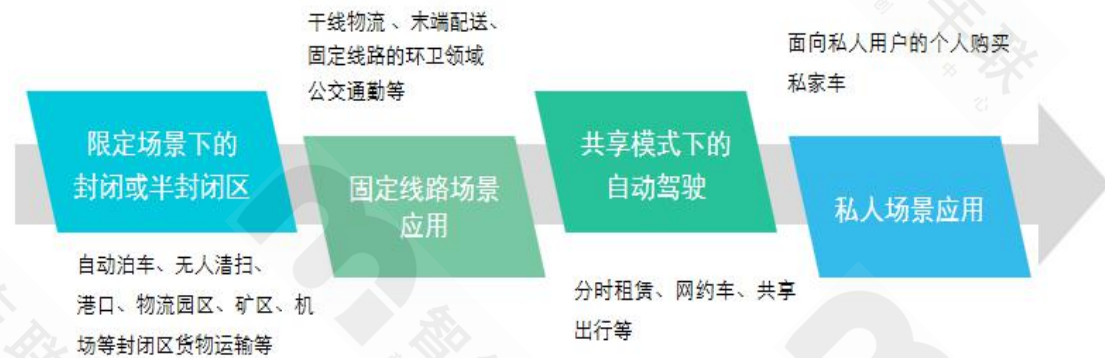 限定场景下的
封闭或半封闭区
自动泊车、无人清扫、
港口、物流园区、矿区、机
场等封闭区货物运输等
干线物流、末端配送、
固定线路的环卫领域
公交通勤等
固定线路场景
应用
共享模式下的
自动驾驶
分时租赁、网约车、共享
出行等
面向私人用户的个人购买
私家车
私人场景应用